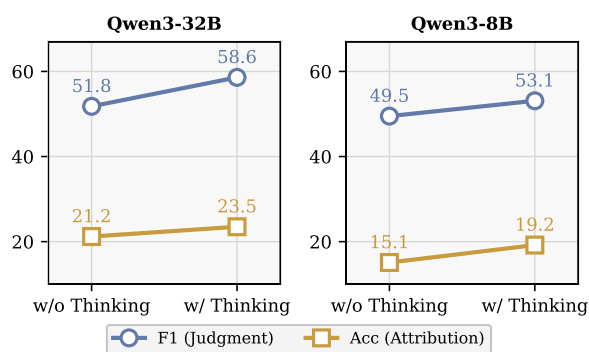 Qwen3-32B
60
40
20
51.8
58.6
21.2
23.5
w/o Thinking
w/ Thinking
Qwen3-8B
60
40
20
49.5
53.1
15.1
19.2
w/o Thinking
w/ Thinking
F1 (Judgment)
Acc (Attribution)